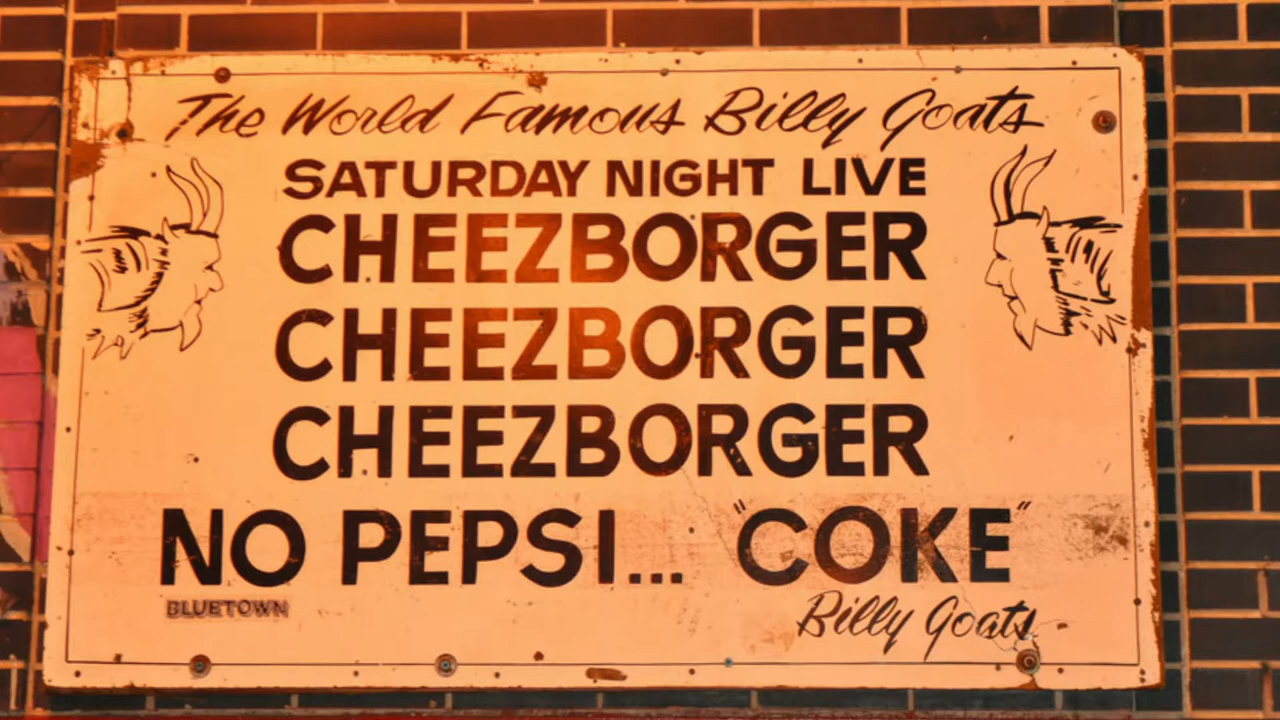 The World Famous Billy Goats
SATURDAY NIGHT LIVE
CHEEZBORGER
CHEEZBORGER
CHEEZBORGER
NO PEPSI... "COKE"
BLUETOWN
Billy Goats